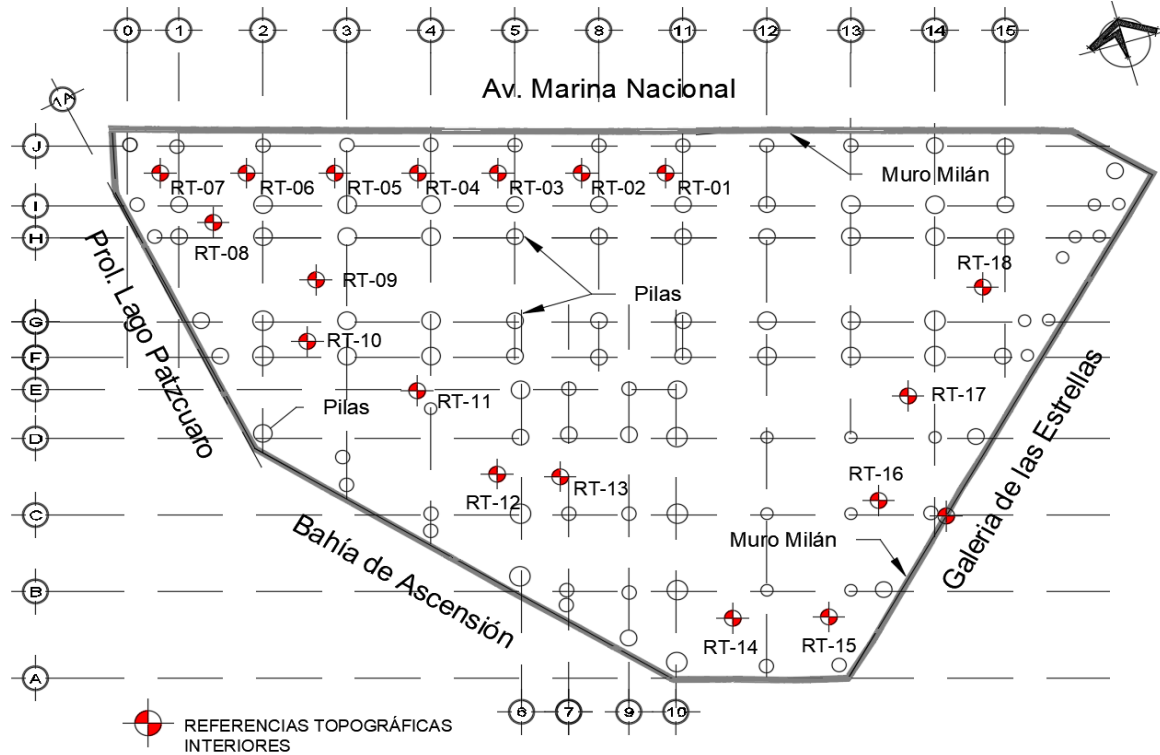 0 1 2 3 4 5 8 11 12 13 14 15
1A
Av. Marina Nacional
J
Muro Milán
RT-07 RT-06 RT-05 RT-04 RT-03 RT-02 RT-01
I
H
RT-08
RT-09
RT-18
Pilas
Prol. Lago Patzcuaro
G
RT-10
F
E
RT-11
RT-17
Pilas
D
Galeria de las Estrellas
RT-12
RT-13
RT-16
C
Muro Milán
Bahía de Ascensión
B
RT-14
RT-15
A
6 7 9 10
REFERENCIAS TOPOGRÁFICAS
INTERIORES